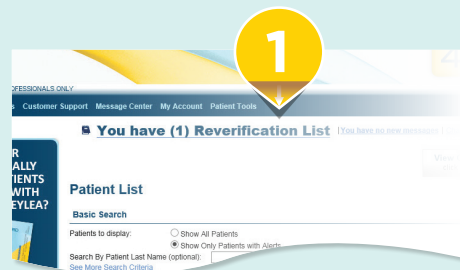 1
OFESSIONALS ONLY
s Customer Support Message Center My Account Patient Tools
You have (1) Reverification List | You have no new messages |
R
ALLY
IENTS
WITH
EYLEA?
Patient List
Basic Search
Patients to display: Show All Patients
Show Only Patients with Alerts
Search By Patient Last Name (optional):
See More Search Criteria